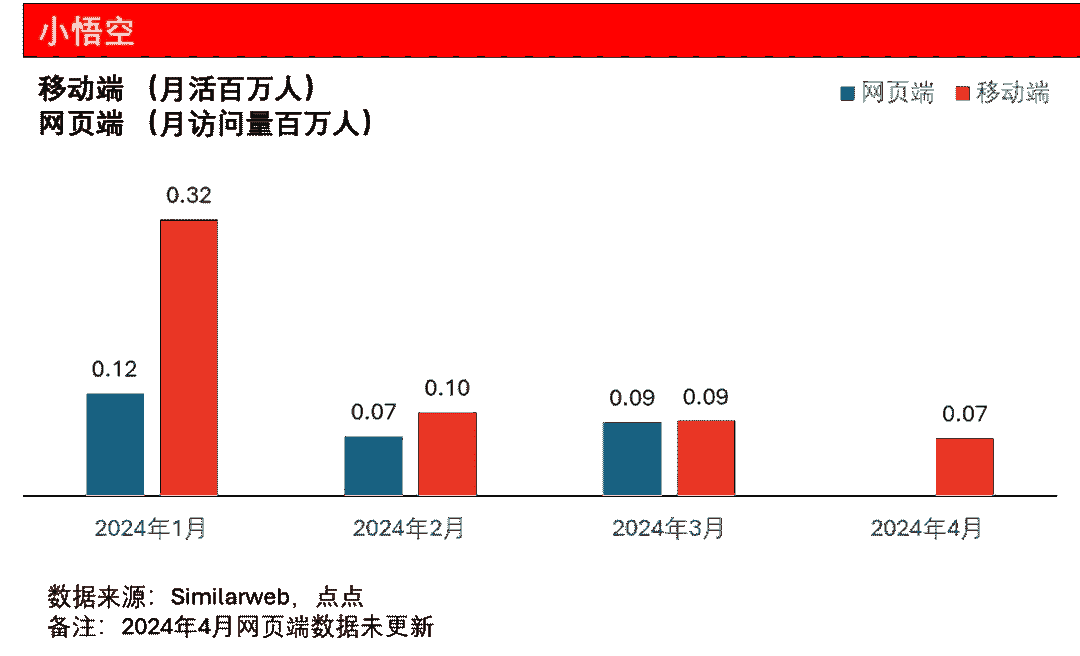 小悟空
移动端 （月活百万人）
网页端 （月访问量百万人）
网页端 移动端
0.32
0.12
0.07
0.10
0.09
0.09
0.07
2024年1月 2024年2月 2024年3月 2024年4月
数据来源：Similarweb，点点
备注：2024年4月网页端数据未更新